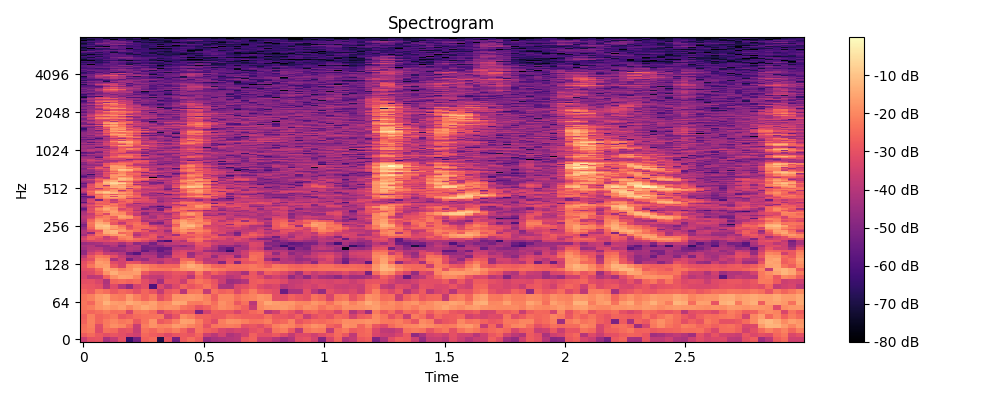 Spectrogram
Hz
4096
2048
1024
512
256
128
64
0
0
0.5
1
1.5
2
2.5
Time
-10 dB
-20 dB
-30 dB
-40 dB
-50 dB
-60 dB
-70 dB
-80 dB